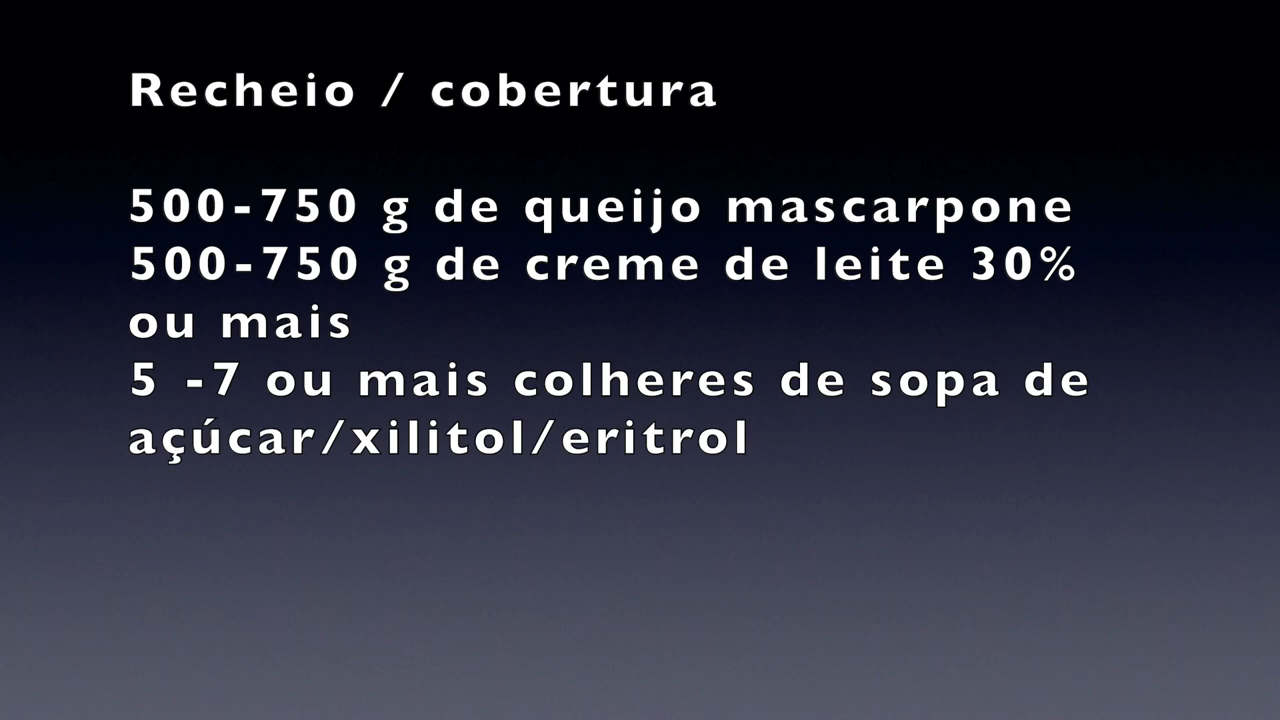 Recheio / cobertura
500-750 g de queijo mascarpone
500-750 g de creme de leite 30%
ou mais
5 -7 ou mais colheres de sopa de
açúcar/xilitol/eritrol